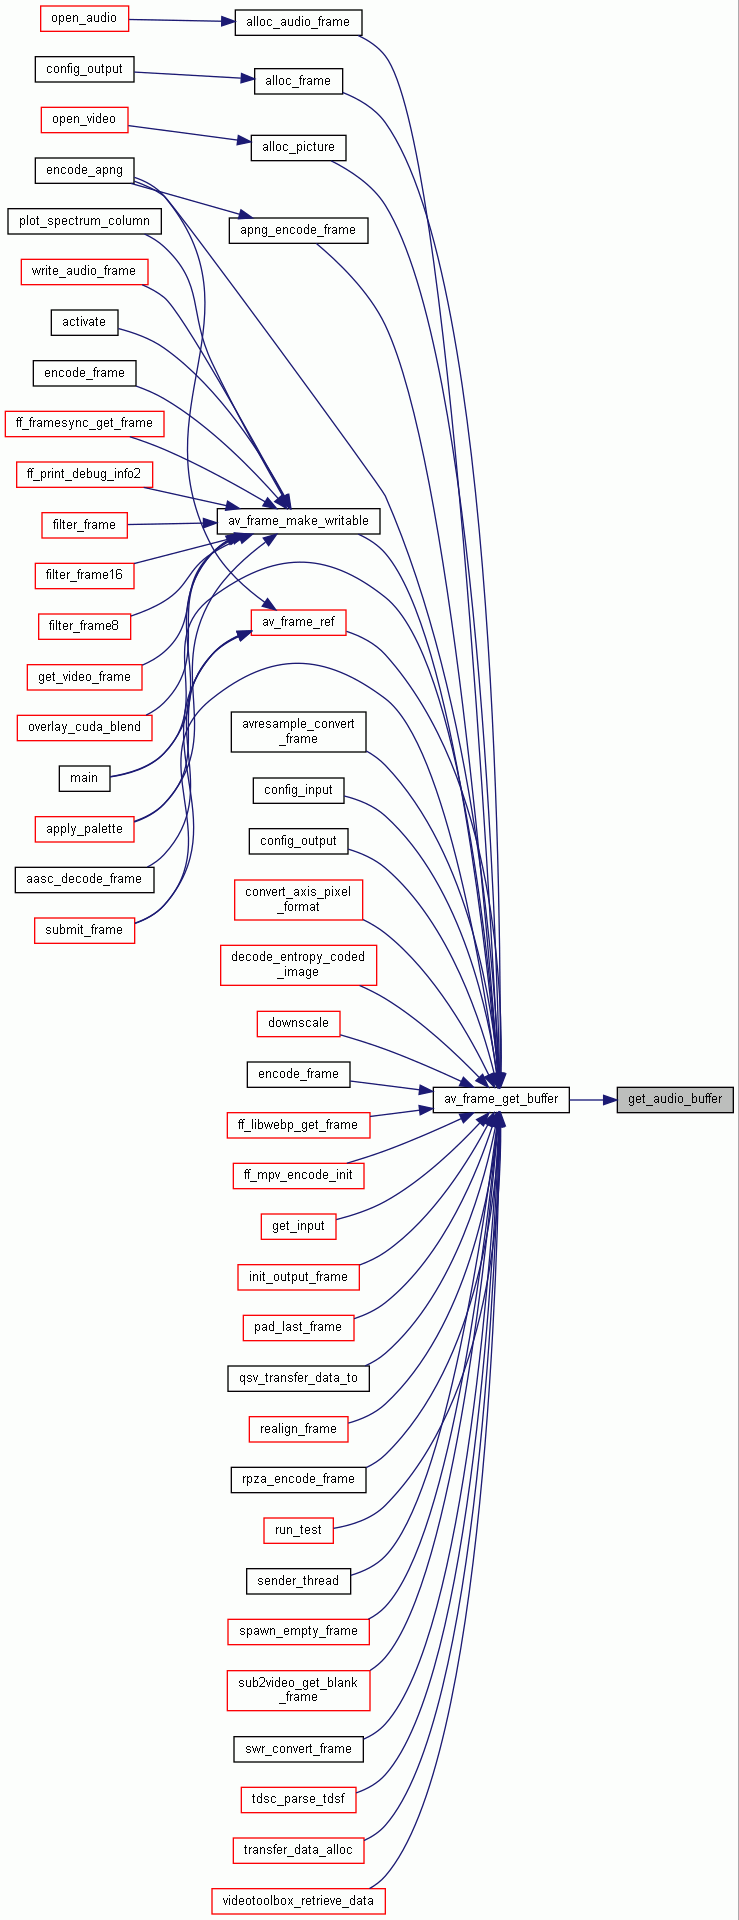 open_audio
alloc_audio_frame
config_output
alloc_frame
open_video
alloc_picture
encode_apng
plot_spectrum_column
apng_encode_frame
write_audio_frame
activate
encode_frame
ff_framesync_get_frame
ff_print_debug_info2
filter_frame
av_frame_make_writable
filter_frame16
filter_frame8
av_frame_ref
get_video_frame
overlay_cuda_blend
avresample_convert
_frame
main
config_input
apply_palette
config_output
aasc_decode_frame
convert_axis_pixel
_format
submit_frame
decode_entropy_coded
_image
downscale
encode_frame
av_frame_get_buffer
get_audio_buffer
ff_libwebp_get_frame
ff_mpv_encode_init
get_input
init_output_frame
pad_last_frame
qsv_transfer_data_to
realign_frame
rpza_encode_frame
run_test
sender_thread
spawn_empty_frame
sub2video_get_blank
_frame
swr_convert_frame
tdsc_parse_tdsf
transfer_data_alloc
videotoolbox_retrieve_data